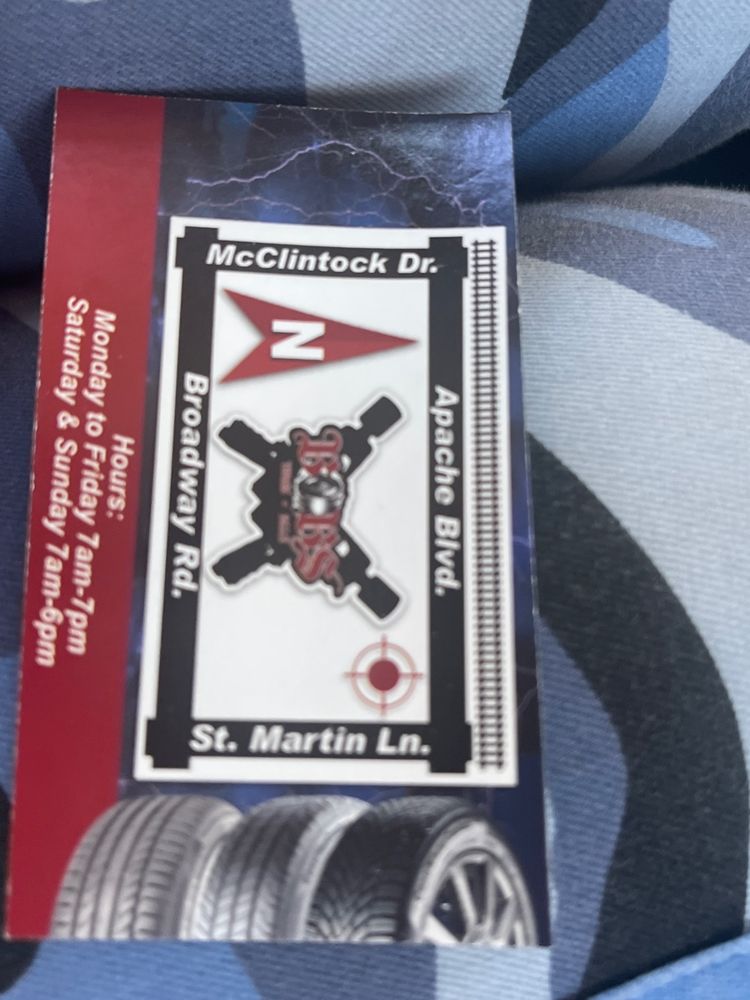 McClintock Dr.
N
Apache Blvd.
BOB'S
Broadway Rd.
St. Martin Ln.
Hours:
Monday to Friday 7am-7pm
Saturday & Sunday 7am-6pm